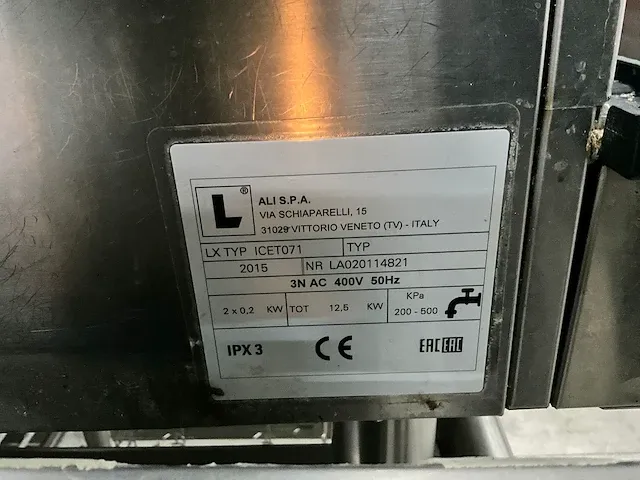 L®
ALI S.P.A.
VIA SCHIAPARELLI, 15
31029 VITTORIO VENETO (TV) - ITALY
LX TYP ICET071 TYP
2015 NR LA020114821
3N AC 400V 50Hz
2 x 0,2 KW TOT 12,5 KW KPa
200 - 500
IPX 3 CE EAC EAC